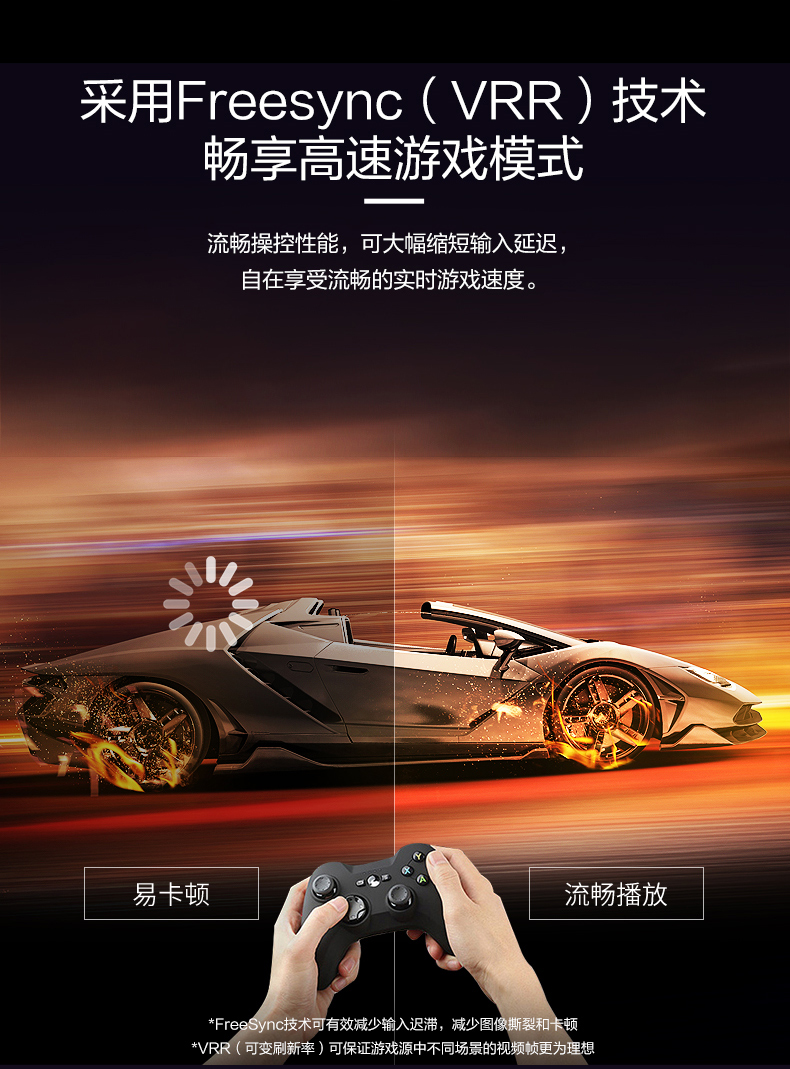 采用Freesync（VRR）技术
畅享高速游戏模式
流畅操控性能，可大幅缩短输入延迟，
自在享受流畅的实时游戏速度。
易卡顿
流畅播放
*FreeSync技术可有效减少输入迟滞，减少图像撕裂和卡顿
*VRR（可变刷新率）可保证游戏源中不同场景的视频帧更为理想